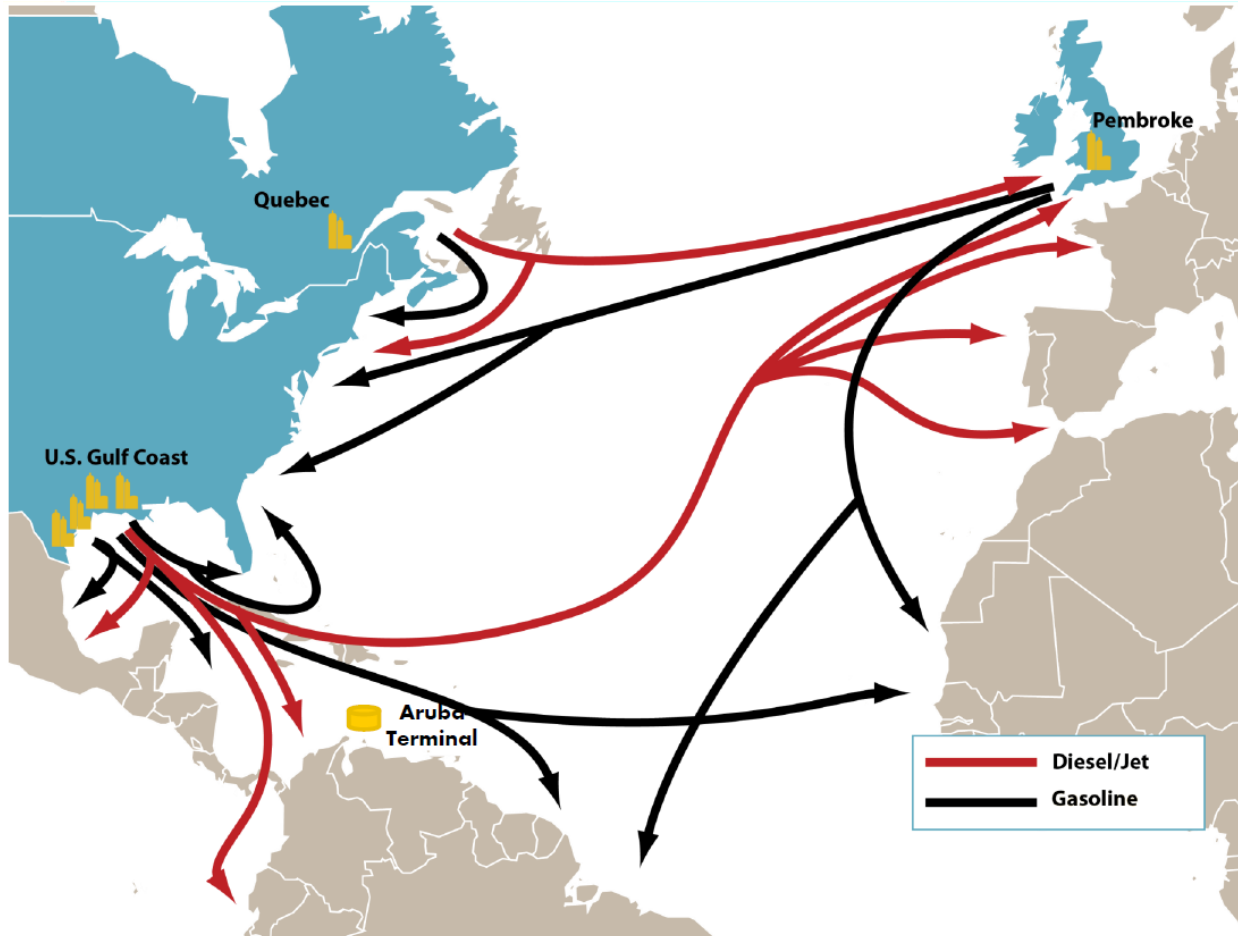 Pembroke
Quebec
U.S. Gulf Coast
Aruba
Terminal
Diesel/Jet
Gasoline